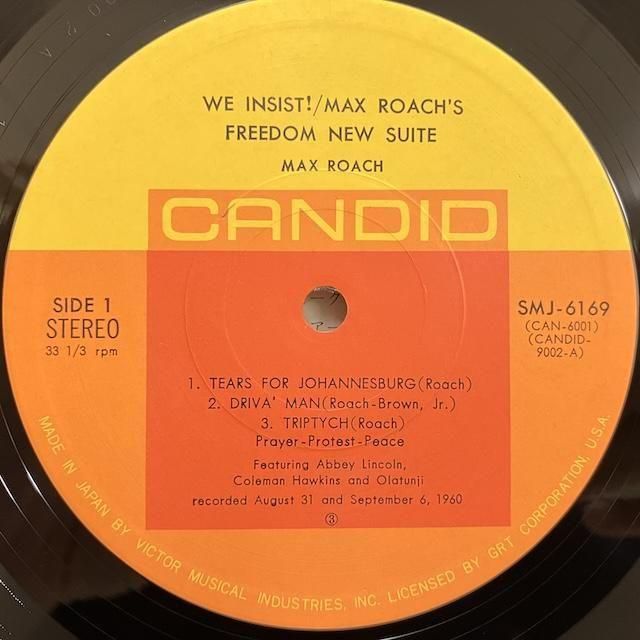 WE INSIST!/MAX ROACH'S
FREEDOM NEW SUITE
MAX ROACH
CANDID
SIDE 1
STEREO
33 1/3 rpm
SMJ-6169
(CAN-6001)
(CANDID-
9002-A)
1. TEARS FOR JOHANNESBURG(Roach)
2. DRIVA' MAN(Roach-Brown, Jr.)
3. TRIPTYCH(Roach)
Prayer-Protest-Peace
Featuring Abbey Lincoln,
Coleman Hawkins and Olatunji
recorded August 31 and September 6, 1960
③
MADE IN JAPAN BY VICTOR MUSICAL INDUSTRIES, INC. LICENSED BY GRT CORPORATION, U.S.A.